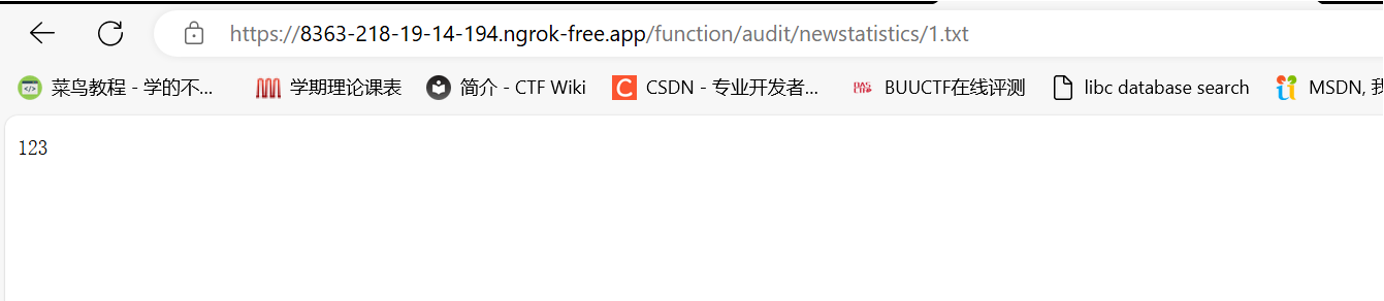 https://8363-218-19-14-194.ngrok-free.app/function/audit/newstatistics/1.txt
菜鸟教程 - 学的不... 学期理论课表 简介 - CTF Wiki CSDN - 专业开发者... BUUCTF在线评测 libc database search MSDN, 我
123